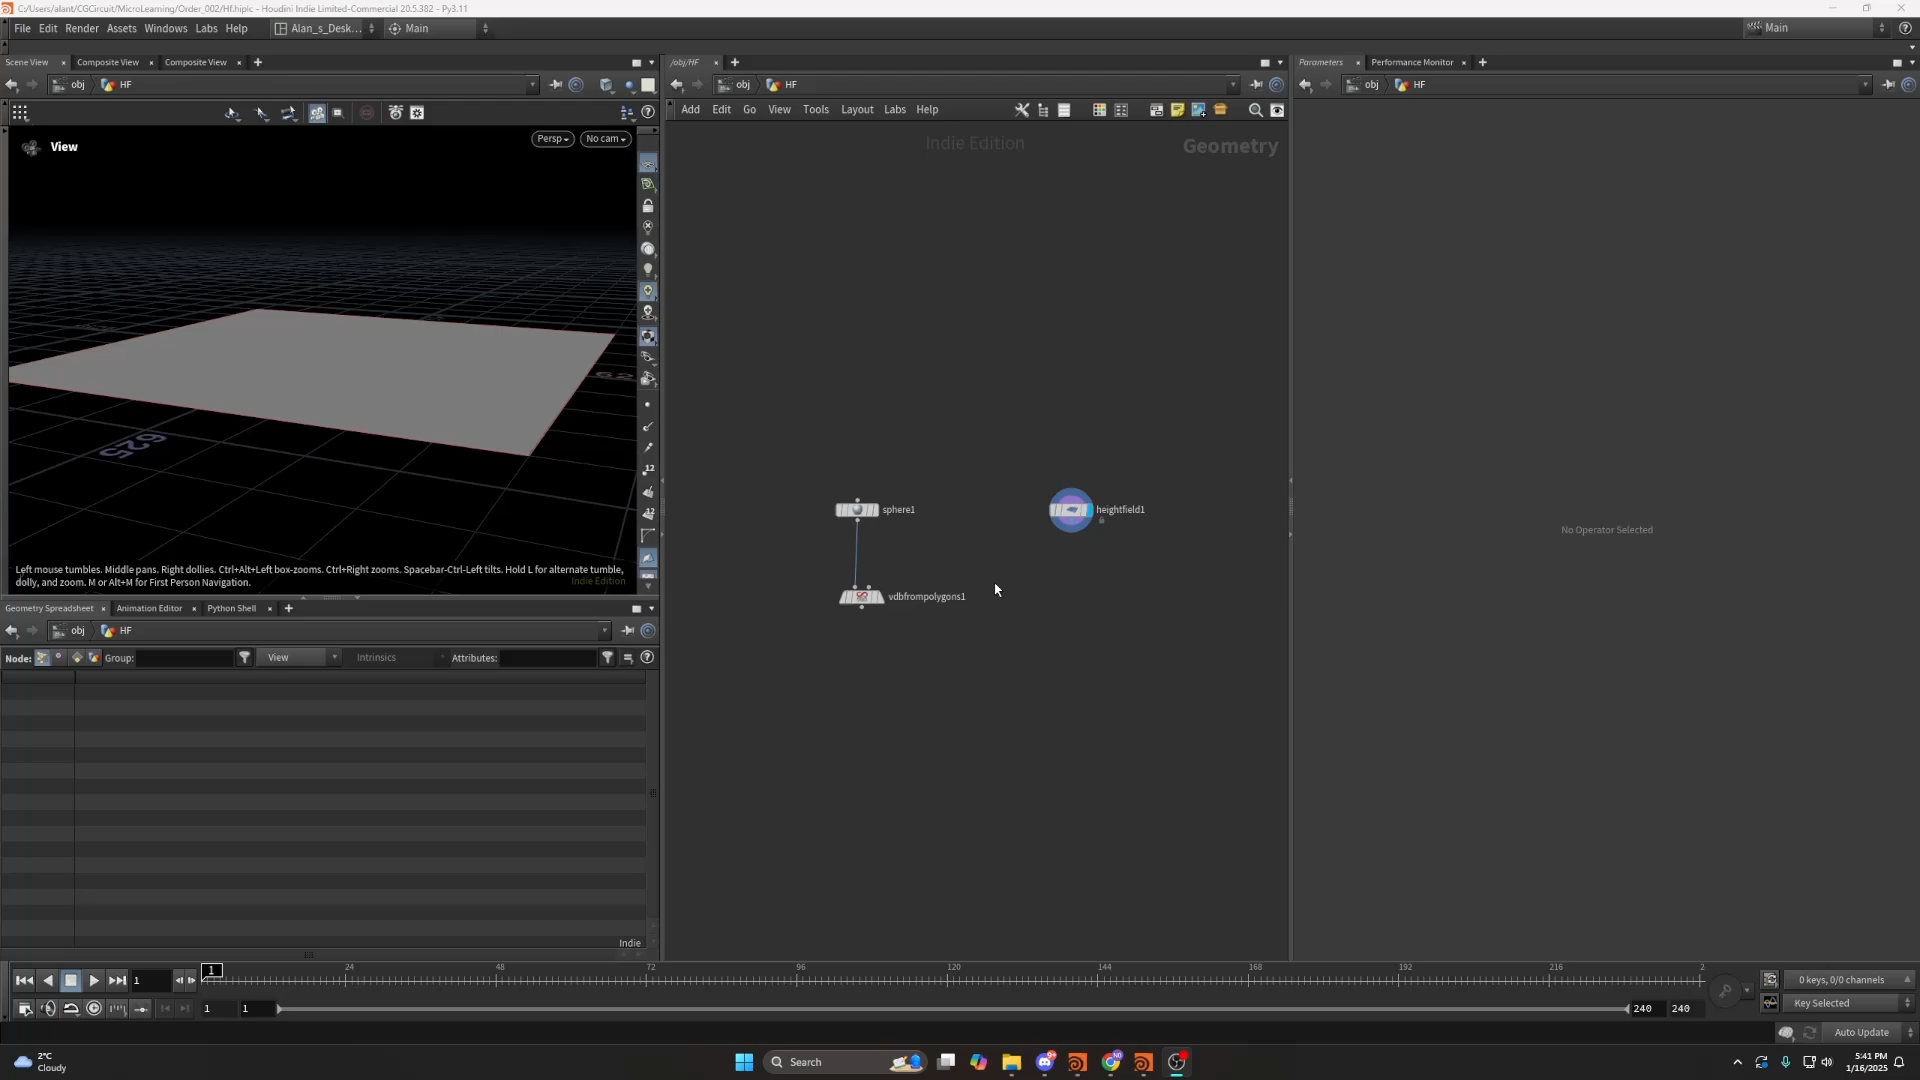 C:/Users/alant/CGCircuit/MicroLearning/Order_002/Hf.hiplc - Houdini Indie Limited-Commercial 20.5.382 - Py3.11
File Edit Render Assets Windows Labs Help
Alan_s_Desk...
Main
Main
Scene View
Composite View
Composite View
obj
HF
View
Persp
No cam
625
Left mouse tumbles. Middle pans. Right dollies. Ctrl+Alt+Left box-zooms. Ctrl+Right zooms. Spacebar-Ctrl-Left tilts. Hold L for alternate tumble,
dolly, and zoom. M or Alt+M for First Person Navigation.
Indie Edition
12
Geometry Spreadsheet
Animation Editor
Python Shell
obj
HF
Node:
Group:
View
Intrinsics
Attributes:
Indie
/obj/HF
obj
HF
Add Edit Go View Tools Layout Labs Help
Indie Edition
Geometry
sphere1
heightfield1
vdbfrompolygons1
Parameters
Performance Monitor
obj
HF
No Operator Selected
1
1
24
48
72
96
120
144
168
192
216
2
0 keys, 0/0 channels
1
1
240
240
Key Selected
Auto Update
2°C
Cloudy
Search
5:41 PM
1/16/2025